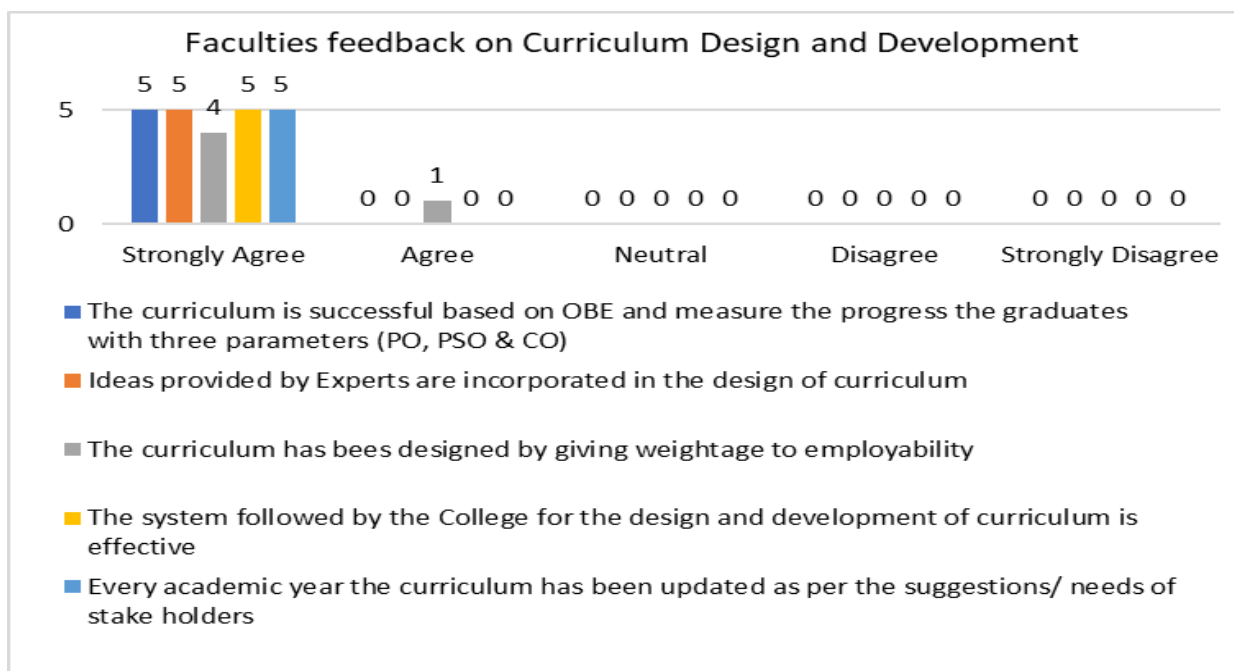 Faculties feedback on Curriculum Design and Development
5 5 4 5 5
5
0 0 1 0 0 0 0 0 0 0 0 0 0 0 0 0 0 0 0 0
0
Strongly Agree Agree Neutral Disagree Strongly Disagree
The curriculum is successful based on OBE and measure the progress the graduates
with three parameters (PO, PSO & CO)
Ideas provided by Experts are incorporated in the design of curriculum
The curriculum has bees designed by giving weightage to employability
The system followed by the College for the design and development of curriculum is
effective
Every academic year the curriculum has been updated as per the suggestions/ needs of
stake holders